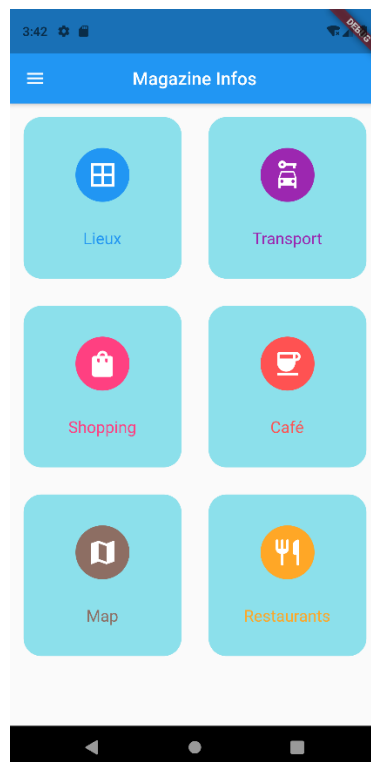 3:42
DEBUG
Magazine Infos
Lieux
Transport
Shopping
Café
Map
Restaurants